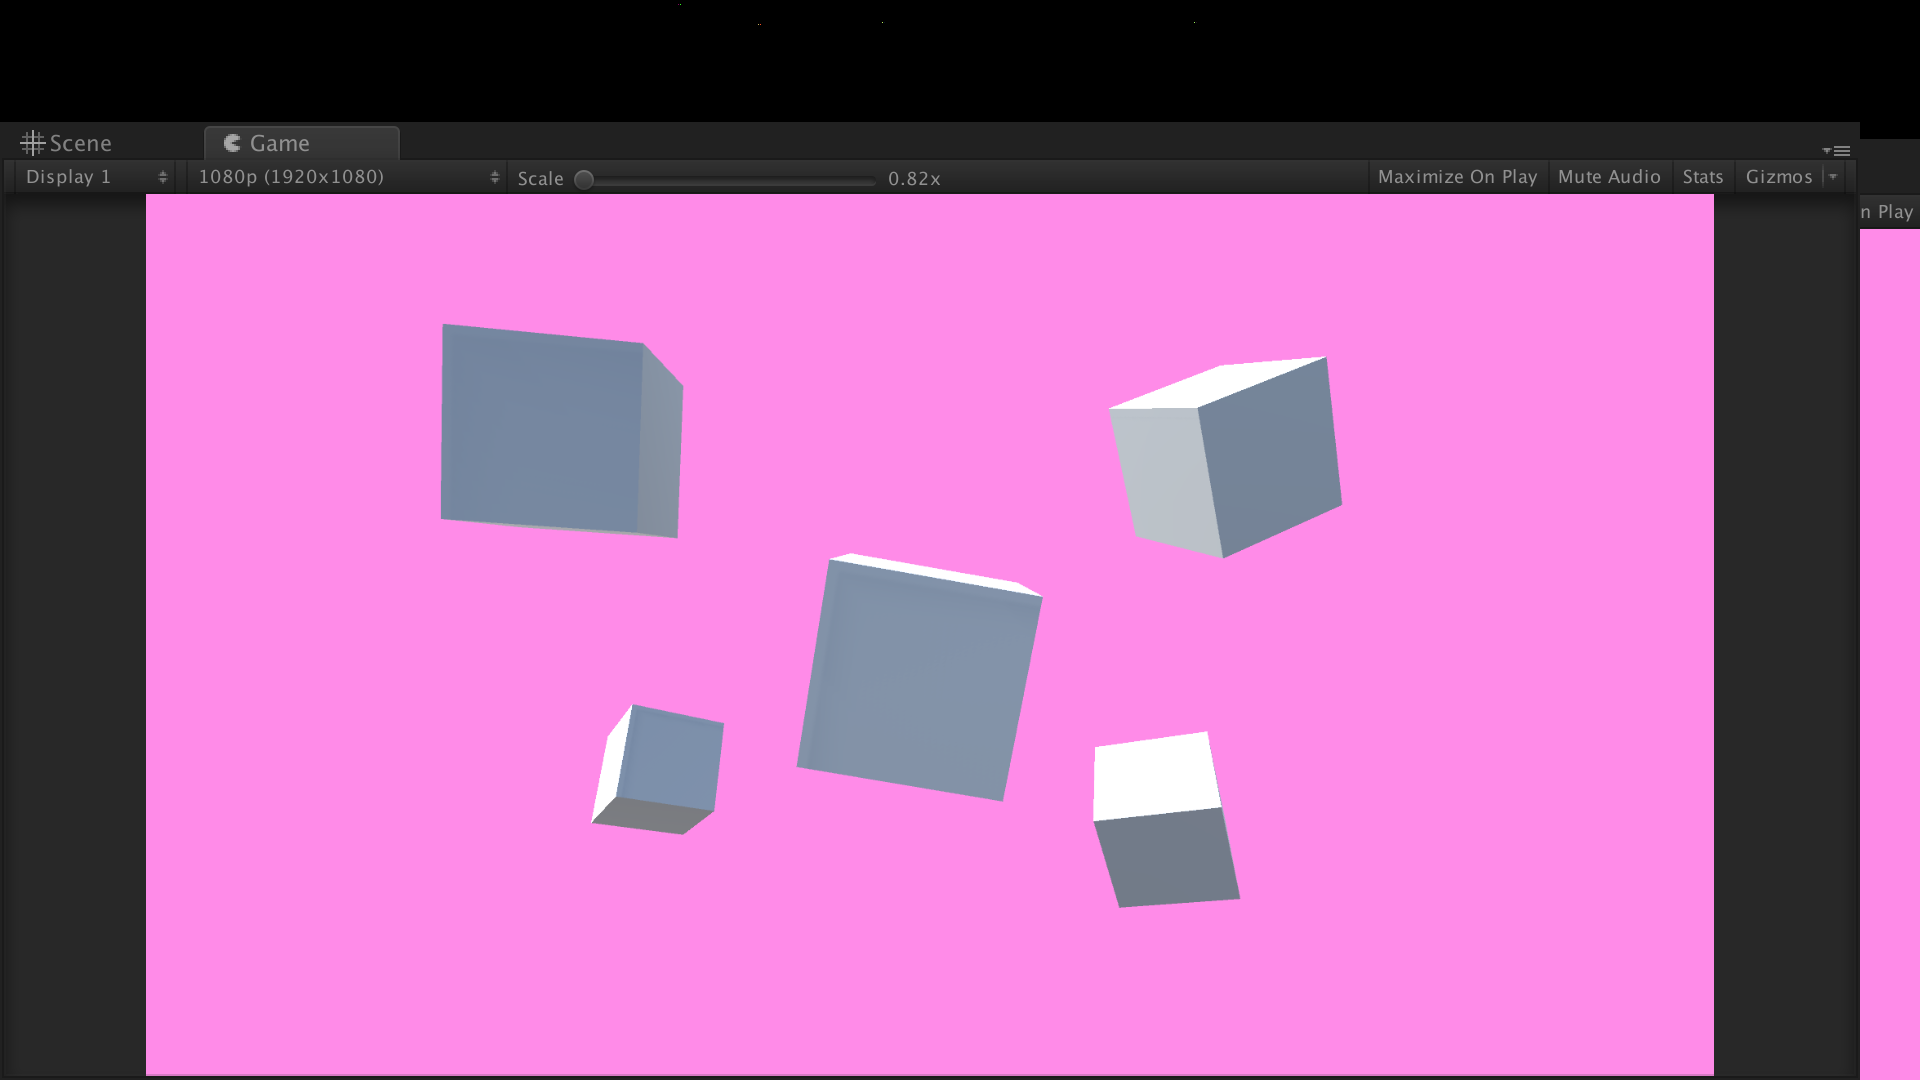 Scene
Game
Display 1
1080p (1920x1080)
Scale
0.82x
Maximize On Play
Mute Audio
Stats
Gizmos
n Play